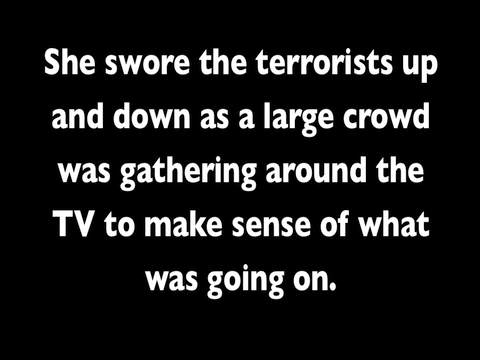 She swore the terrorists up
and down as a large crowd
was gathering around the
TV to make sense of what
was going on.